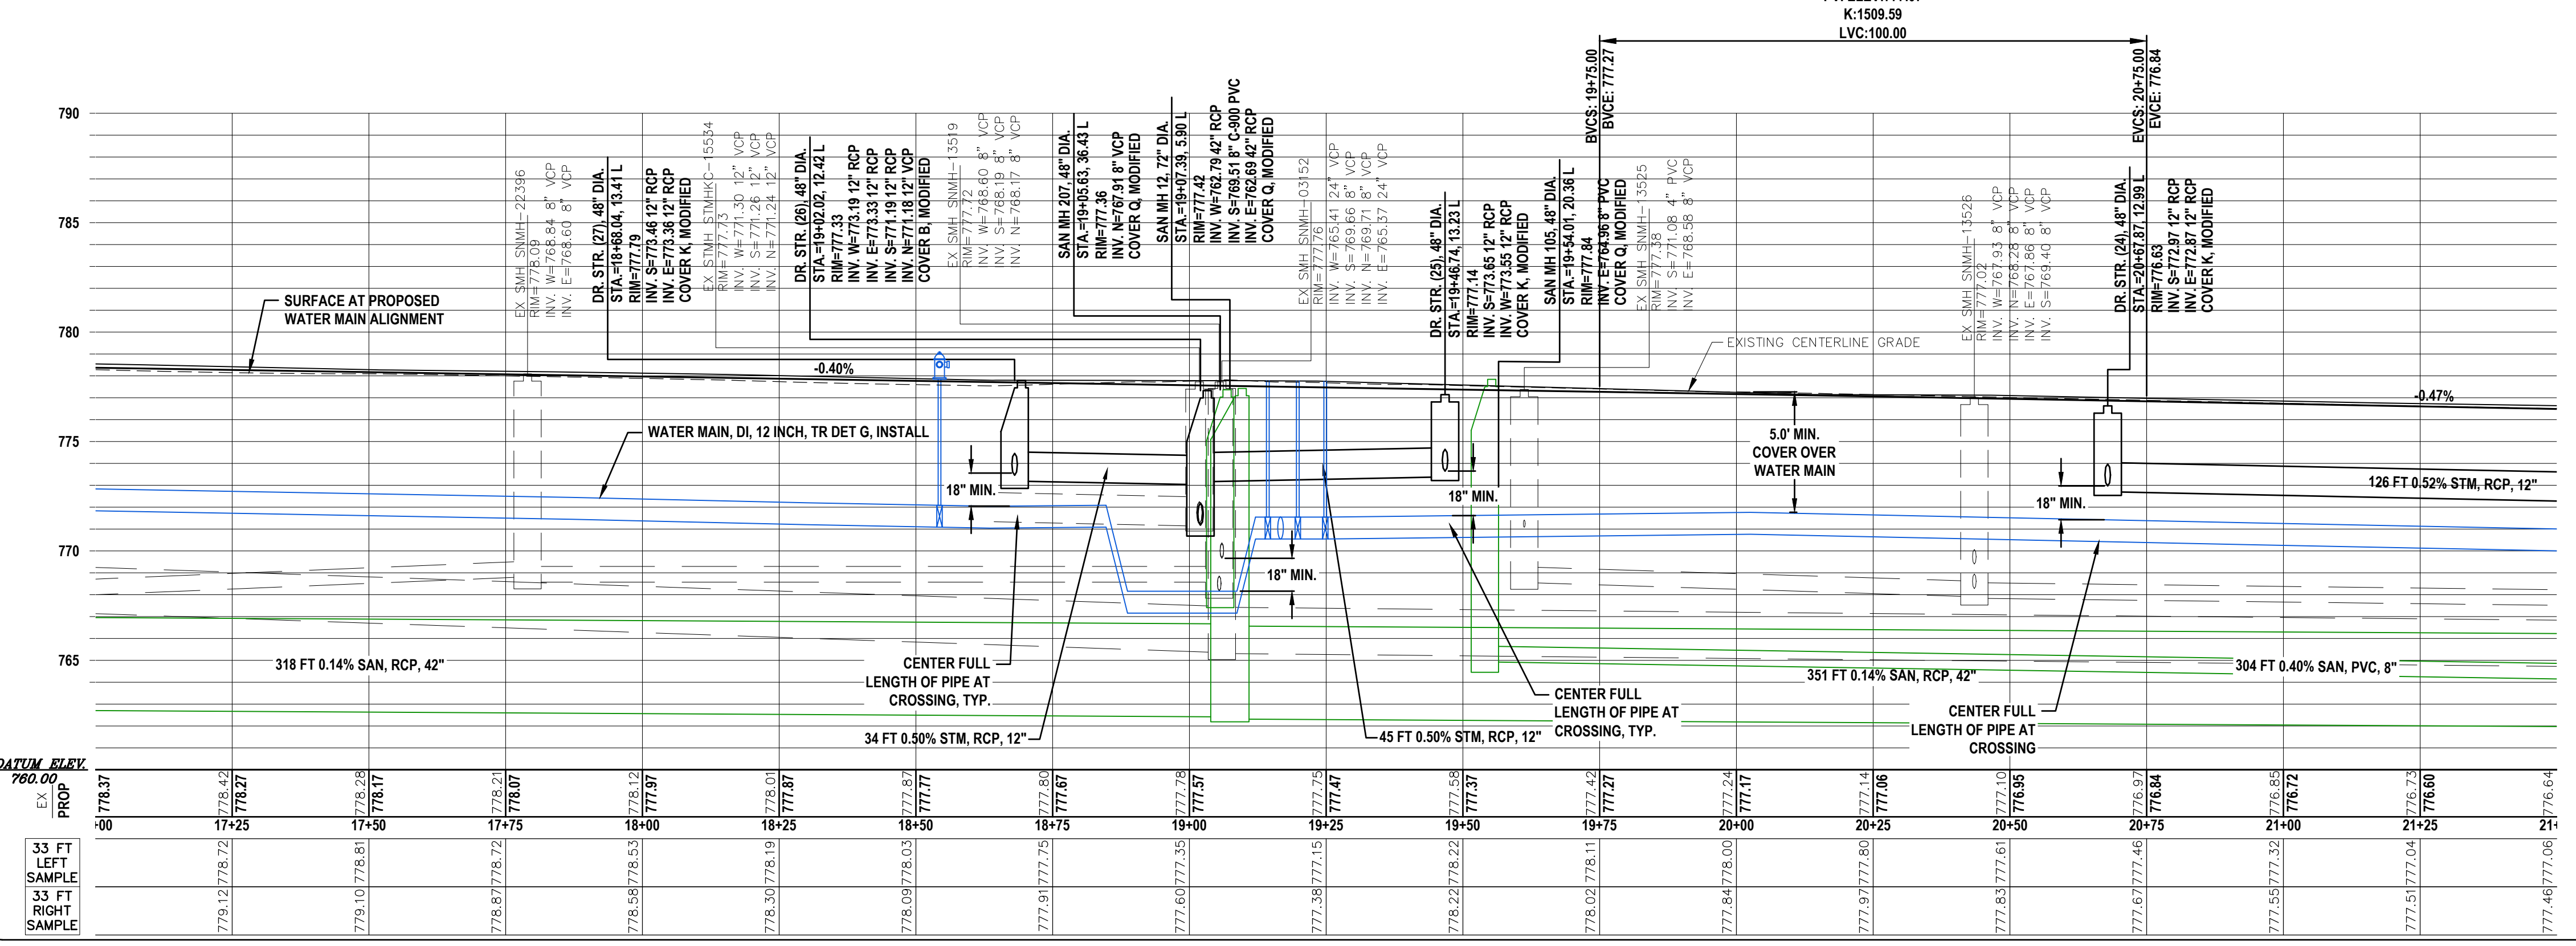 K:1509.59
LVC:100.00
BVCS: 19+75.00
BVCE: 777.27
EVCS: 20+75.00
EVCE: 776.84
790
785
780
775
770
765
EX SMH SNMH-22396
RIM=778.09
INV. W=768.84 8" VCP
INV. E=768.60 8" VCP
DR. STR. (27), 48" DIA.
STA.=18+68.04, 13.41 L
RIM=777.79
INV. S=773.46 12" RCP
INV. E=773.36 12" RCP
COVER K, MODIFIED
EX STMH STMHKC-15534
RIM=777.73
INV. W=771.30 12" VCP
INV. S=771.26 12" VCP
INV. N=771.24 12" VCP
DR. STR. (26), 48" DIA.
STA.=19+02.02, 12.42 L
RIM=777.33
INV. W=773.19 12" RCP
INV. E=773.33 12" RCP
INV. S=771.19 12" RCP
INV. N=771.18 12" VCP
COVER B, MODIFIED
EX SMH SNMH-13519
RIM=777.72
INV. W=768.60 8" VCP
INV. S=768.19 8" VCP
INV. N=768.17 8" VCP
SAN MH 207, 48" DIA.
STA.=19+05.63, 36.43 L
RIM=777.36
INV. N=767.91 8" VCP
COVER Q, MODIFIED
SAN MH 12, 72" DIA.
STA.=19+07.39, 5.90 L
RIM=777.42
INV. W=762.79 42" RCP
INV. S=769.51 8" C-900 PVC
INV. E=762.69 42" RCP
COVER Q, MODIFIED
EX SMH SNMH-03152
RIM=777.76
INV. W=765.41 24" VCP
INV. S=769.66 8" VCP
INV. N=769.71 8" VCP
INV. E=765.37 24" VCP
DR. STR. (25), 48" DIA.
STA.=19+46.74, 13.23 L
RIM=777.14
INV. S=773.65 12" RCP
INV. W=773.55 12" RCP
COVER K, MODIFIED
SAN MH 105, 48" DIA.
STA.=19+54.01, 20.36 L
RIM=777.84
INV. E=764.96 8" PVC
COVER Q, MODIFIED
EX SMH SNMH-13525
RIM=777.38
INV. S=771.08 4" PVC
INV. E=768.58 8" VCP
EX SMH SNMH-13526
RIM=777.02
INV. W=767.93 8" VCP
INV. N=768.28 8" VCP
INV. E=767.86 8" VCP
INV. S=769.40 8" VCP
DR. STR. (24), 48" DIA.
STA.=20+67.87, 12.99 L
RIM=776.63
INV. S=772.97 12" RCP
INV. E=772.87 12" RCP
COVER K, MODIFIED
SURFACE AT PROPOSED
WATER MAIN ALIGNMENT
-0.40%
EXISTING CENTERLINE GRADE
-0.47%
WATER MAIN, DI, 12 INCH, TR DET G, INSTALL
5.0' MIN.
COVER OVER
WATER MAIN
18" MIN.
18" MIN.
18" MIN.
18" MIN.
126 FT 0.52% STM, RCP, 12"
318 FT 0.14% SAN, RCP, 42"
CENTER FULL
LENGTH OF PIPE AT
CROSSING, TYP.
34 FT 0.50% STM, RCP, 12"
45 FT 0.50% STM, RCP, 12"
CENTER FULL
LENGTH OF PIPE AT
CROSSING, TYP.
351 FT 0.14% SAN, RCP, 42"
304 FT 0.40% SAN, PVC, 8"
CENTER FULL
LENGTH OF PIPE AT
CROSSING
DATUM ELEV.
760.00
EX
PROP
778.37
778.42 778.27
778.28 778.17
778.21 778.07
778.12 777.97
778.01 777.87
777.87 777.77
777.80 777.67
777.78 777.57
777.75 777.47
777.58 777.37
777.42 777.27
777.24 777.17
777.14 777.06
777.10 776.95
776.97 776.84
776.85 776.72
776.73 776.60
776.64
+00 17+25 17+50 17+75 18+00 18+25 18+50 18+75 19+00 19+25 19+50 19+75 20+00 20+25 20+50 20+75 21+00 21+25 21+
33 FT
LEFT
SAMPLE
778.72 778.81 778.72 778.53 778.19 778.03 777.75 777.35 777.15 778.22 778.11 778.00 777.80 777.61 777.46 777.32 777.04 777.06
33 FT
RIGHT
SAMPLE
779.12 779.10 778.87 778.58 778.30 778.09 777.91 777.60 777.38 778.22 778.02 777.84 777.97 777.83 777.67 777.55 777.51 777.46